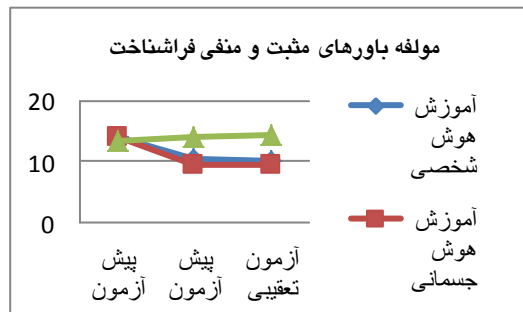 مولفه باورهای مثبت و منفی فراشناخت
20
10
0
پیش
آزمون
پیش
آزمون
آزمون
تعقیبی
آموزش
هوش
شخصی
آموزش
هوش
جسمانی